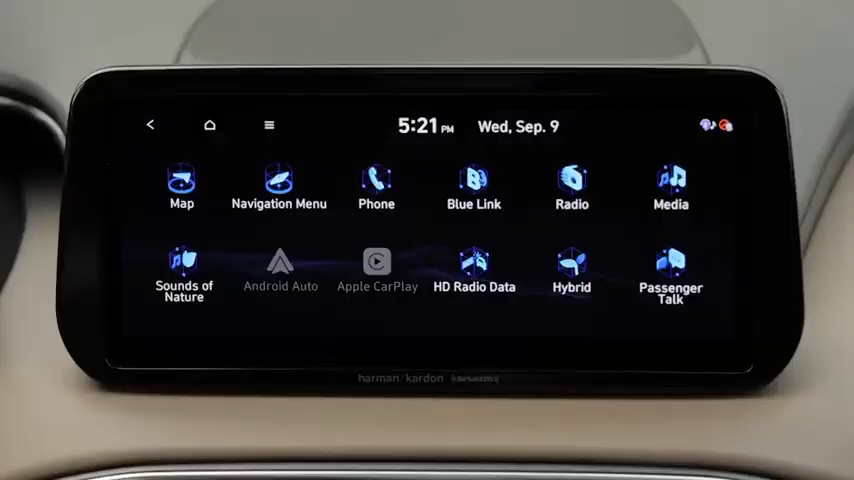 5:21 PM Wed, Sep. 9
Map
Navigation Menu
Phone
Blue Link
Radio
Media
Sounds of
Nature
Android Auto
Apple CarPlay
HD Radio Data
Hybrid
Passenger
Talk
harman/kardon
((SiriusXM))